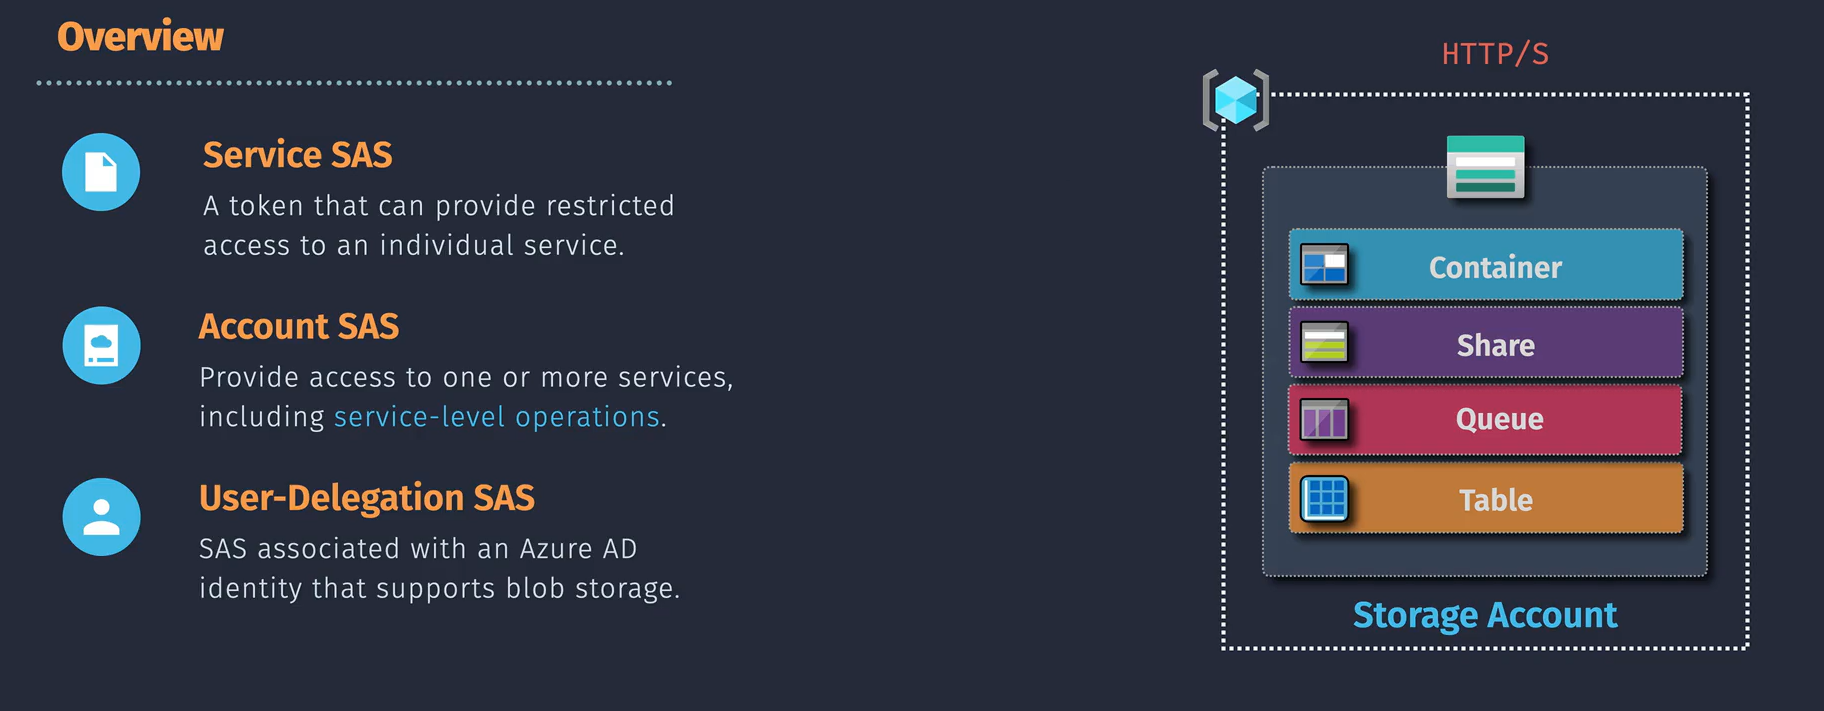 Overview
Service SAS
A token that can provide restricted
access to an individual service.
Account SAS
Provide access to one or more services,
including service-level operations.
User-Delegation SAS
SAS associated with an Azure AD
identity that supports blob storage.
HTTP/S
Container
Share
Queue
Table
Storage Account